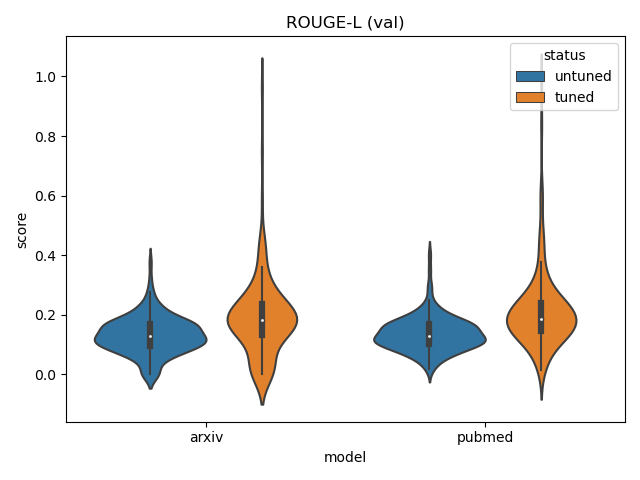 ROUGE-L (val)
status
untuned
tuned
1.0
0.8
0.6
0.4
0.2
0.0
score
arxiv
pubmed
model